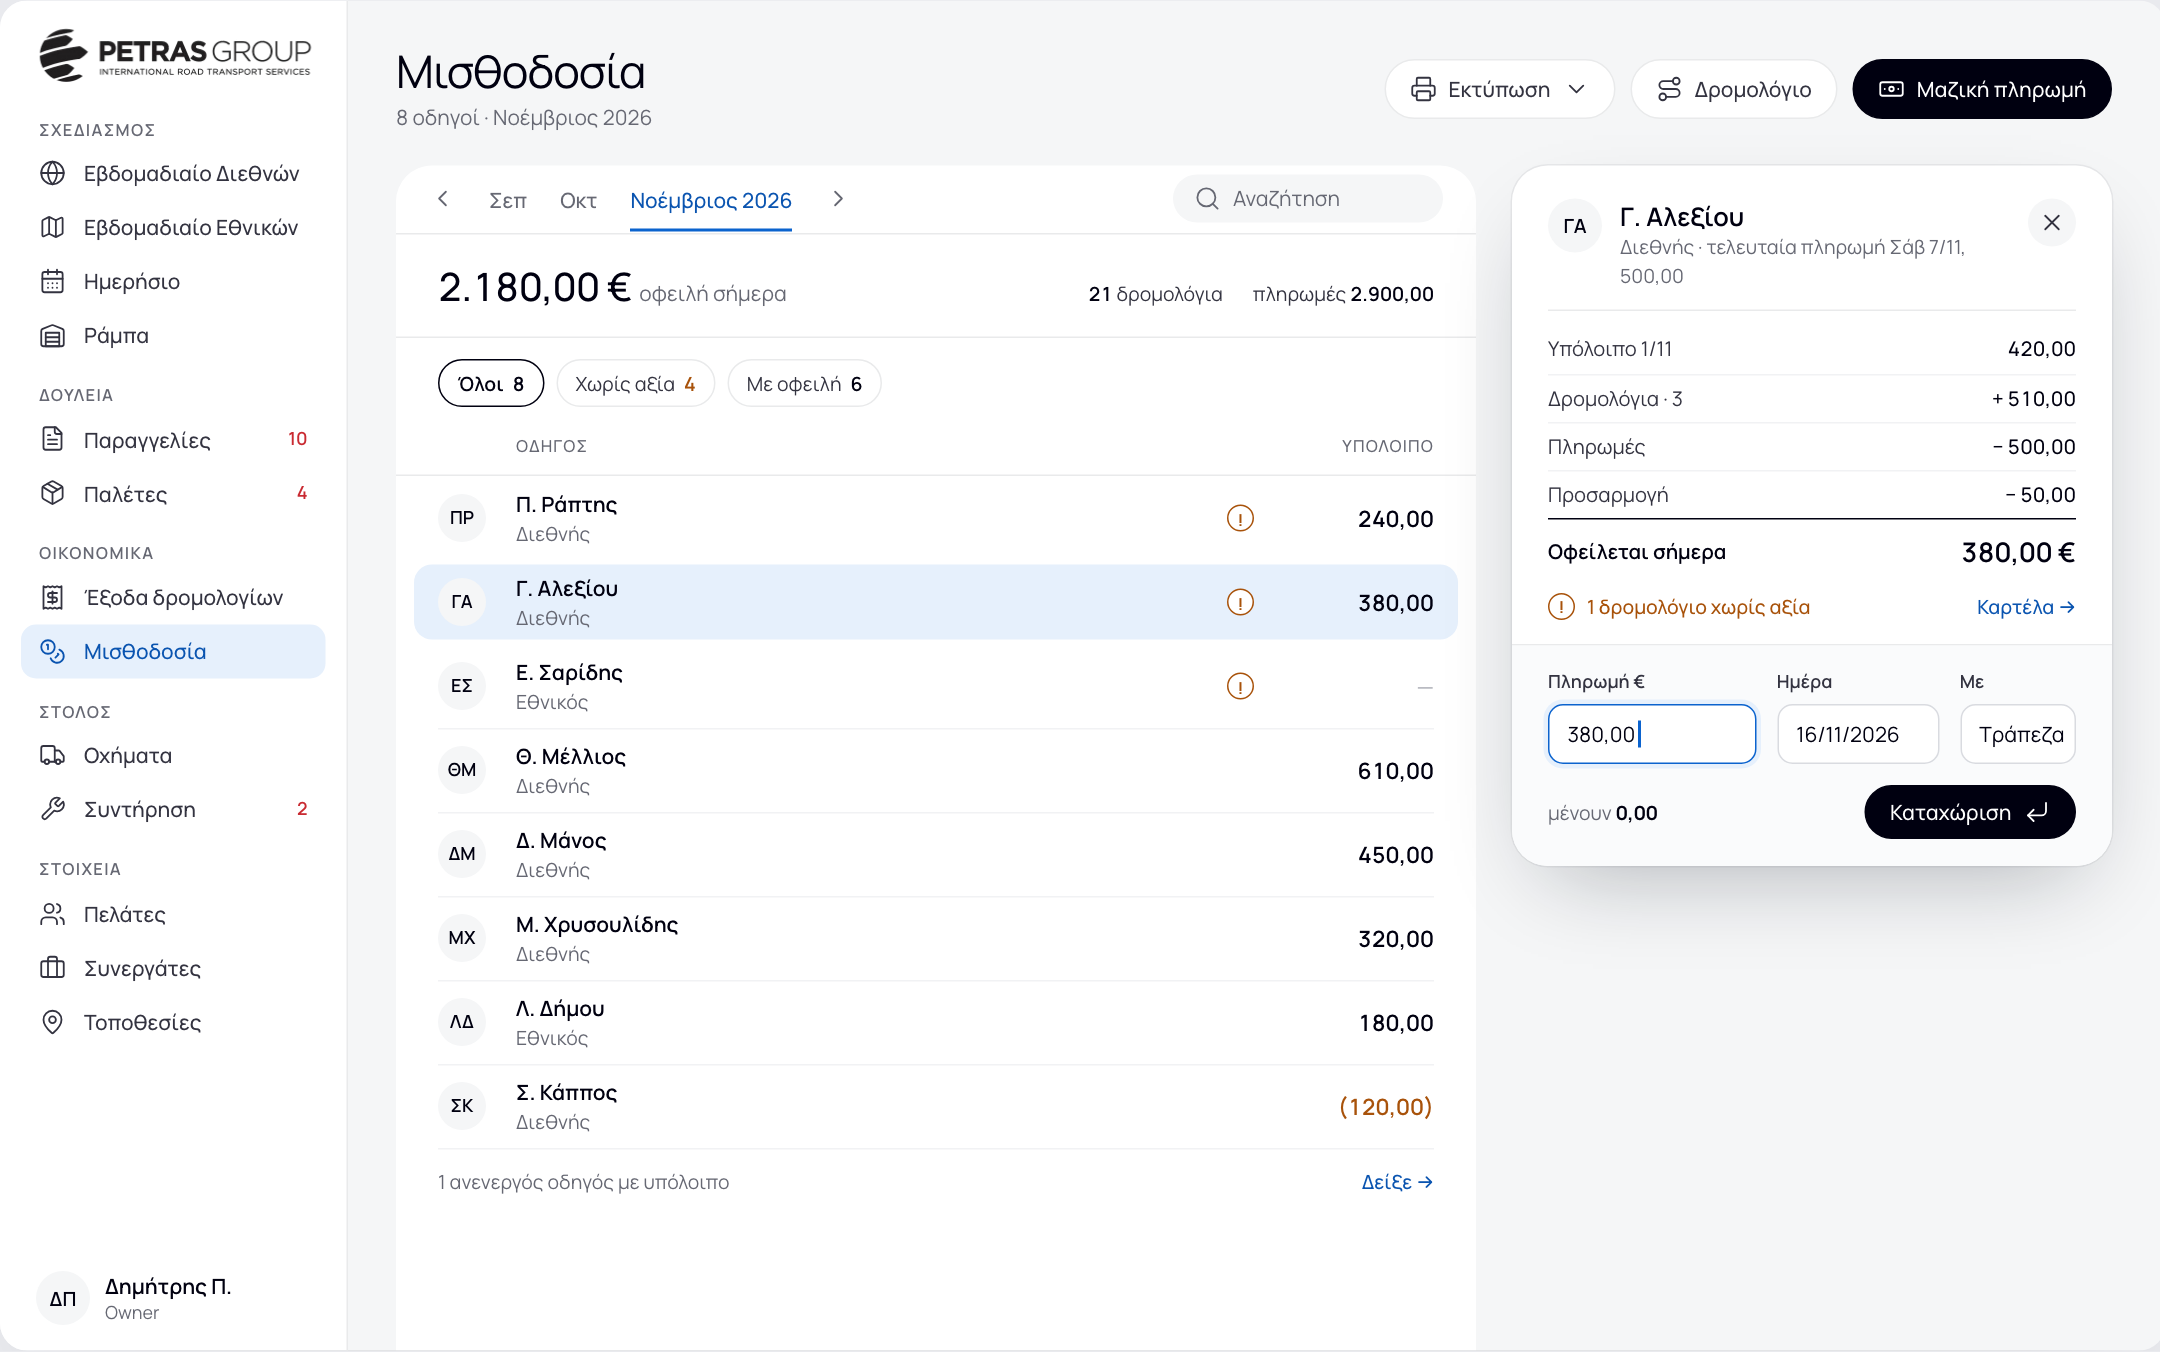 PETRAS GROUP
INTERNATIONAL ROAD TRANSPORT SERVICES
ΣΧΕΔΙΑΣΜΟΣ
Εβδομαδιαίο Διεθνών
Εβδομαδιαίο Εθνικών
Ημερήσιο
Ράμπα
ΔΟΥΛΕΙΑ
Παραγγελίες 10
Παλέτες 4
ΟΙΚΟΝΟΜΙΚΑ
Έξοδα δρομολογίων
Μισθοδοσία
ΣΤΟΛΟΣ
Οχήματα
Συντήρηση 2
ΣΤΟΙΧΕΙΑ
Πελάτες
Συνεργάτες
Τοποθεσίες
ΔΠ
Δημήτρης Π.
Owner
Μισθοδοσία
8 οδηγοί · Νοέμβριος 2026
Εκτύπωση
Δρομολόγιο
Μαζική πληρωμή
Σεπ Οκτ Νοέμβριος 2026
Αναζήτηση
2.180,00 € οφειλή σήμερα
21 δρομολόγια πληρωμές 2.900,00
Όλοι 8 Χωρίς αξία 4 Με οφειλή 6
ΟΔΗΓΟΣ ΥΠΟΛΟΙΠΟ
ΠΡ Π. Ράπτης 240,00
Διεθνής
ΓΑ Γ. Αλεξίου 380,00
Διεθνής
ΕΣ Ε. Σαρίδης —
Εθνικός
ΘΜ Θ. Μέλλιος 610,00
Διεθνής
ΔΜ Δ. Μάνος 450,00
Διεθνής
ΜΧ Μ. Χρυσουλίδης 320,00
Διεθνής
ΛΔ Λ. Δήμου 180,00
Εθνικός
ΣΚ Σ. Κάππος (120,00)
Διεθνής
1 ανενεργός οδηγός με υπόλοιπο Δείξε →
ΓΑ Γ. Αλεξίου
Διεθνής · τελευταία πληρωμή Σάβ 7/11,
500,00
Υπόλοιπο 1/11 420,00
Δρομολόγια · 3 + 510,00
Πληρωμές − 500,00
Προσαρμογή − 50,00
Οφείλεται σήμερα 380,00 €
1 δρομολόγιο χωρίς αξία Καρτέλα →
Πληρωμή € Ημέρα Με
380,00 16/11/2026 Τράπεζα
μένουν 0,00 Καταχώριση